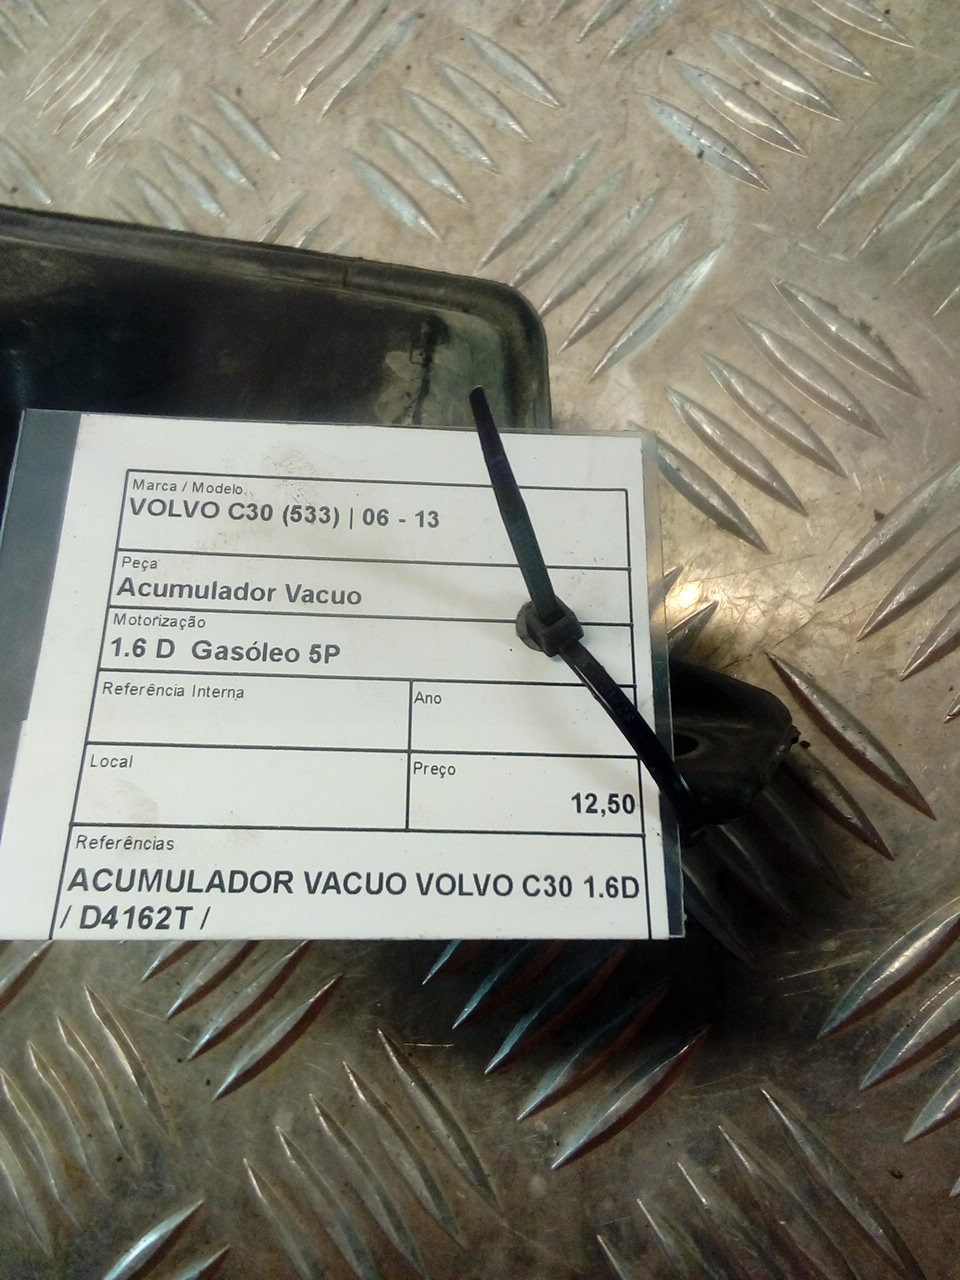 Marca / Modelo
VOLVO C30 (533) | 06 - 13
Peça
Acumulador Vacuo
Motorização
1.6 D  Gasóleo 5P
Referência Interna
Ano
Local
Preço
12,50
Referências
ACUMULADOR VACUO VOLVO C30 1.6D
/ D4162T /